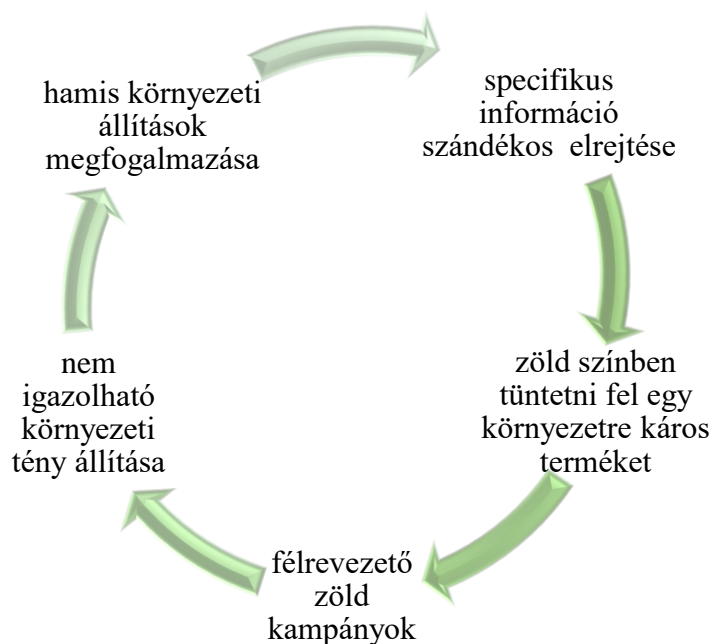 hamis környezeti
állítások
megfogalmazása
specifikus
információ
szándékos elrejtése
zöld színben
tüntetni fel egy
környezetre káros
terméket
félrevezető
zöld
kampányok
nem
igazolható
környezeti
tény állítása